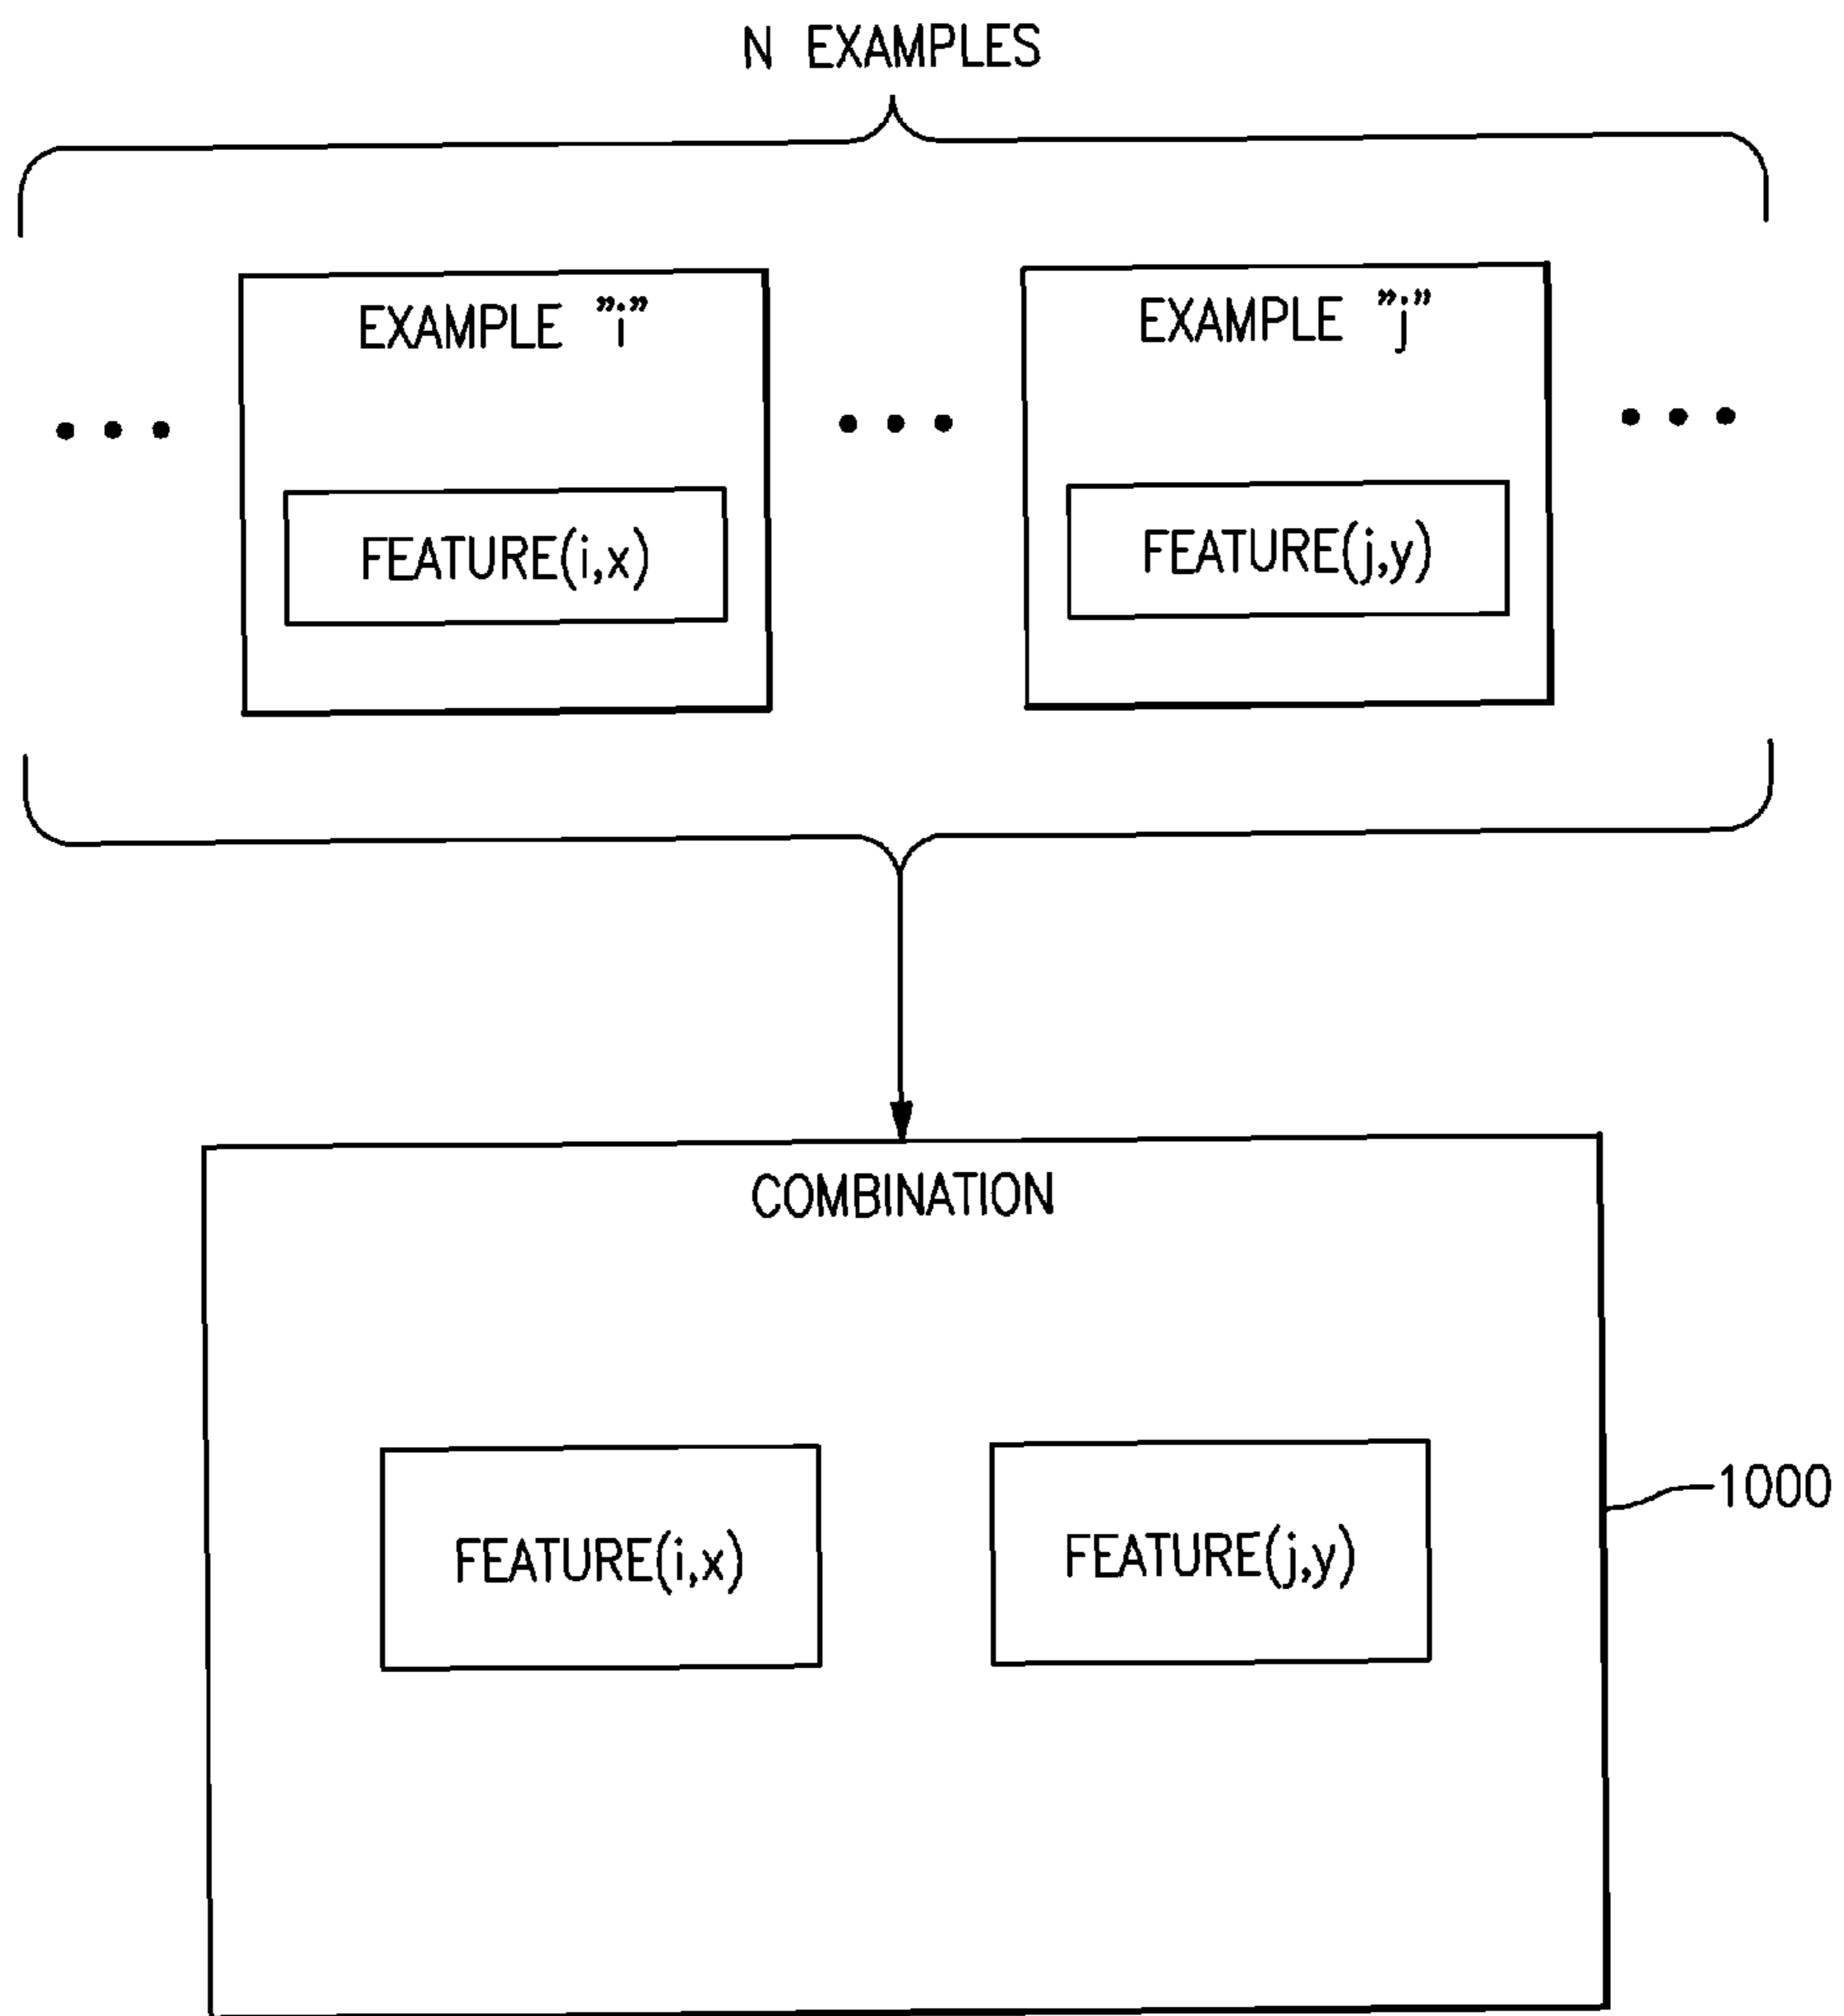 N EXAMPLES
EXAMPLE "i"
EXAMPLE "j"
FEATURE(i,x)
FEATURE(j,y)
COMBINATION
FEATURE(i,x)
FEATURE(j,y)
1000